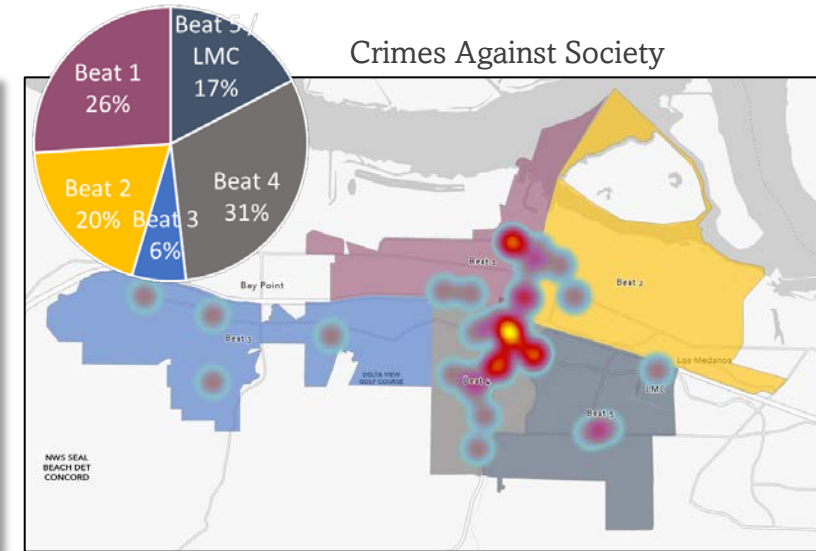 Crimes Against Society
Beat 5 /
LMC
17%
Beat 1
26%
Beat 4
31%
Beat 2
20%
Beat 3
6%
Beat 1
Bay Point
Beat 2
Beat 3
Los Medanos
DELTA VIEW
GOLF COURSE
Beat 4
LMC
Beat 5
NWS SEAL
BEACH DET
CONCORD